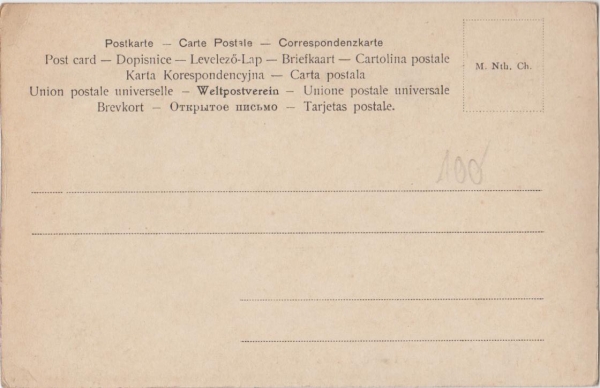 Postkarte — Carte Postale — Correspondenzkarte
Post card — Dopisnice — Levelező-Lap — Briefkaart — Cartolina postale
Karta Korespondencyjna — Carta postala
Union postale universelle — Weltpostverein — Unione postale universale
Brevkort — Открытое письмо — Tarjetas postale.
M. Nth. Ch.
100